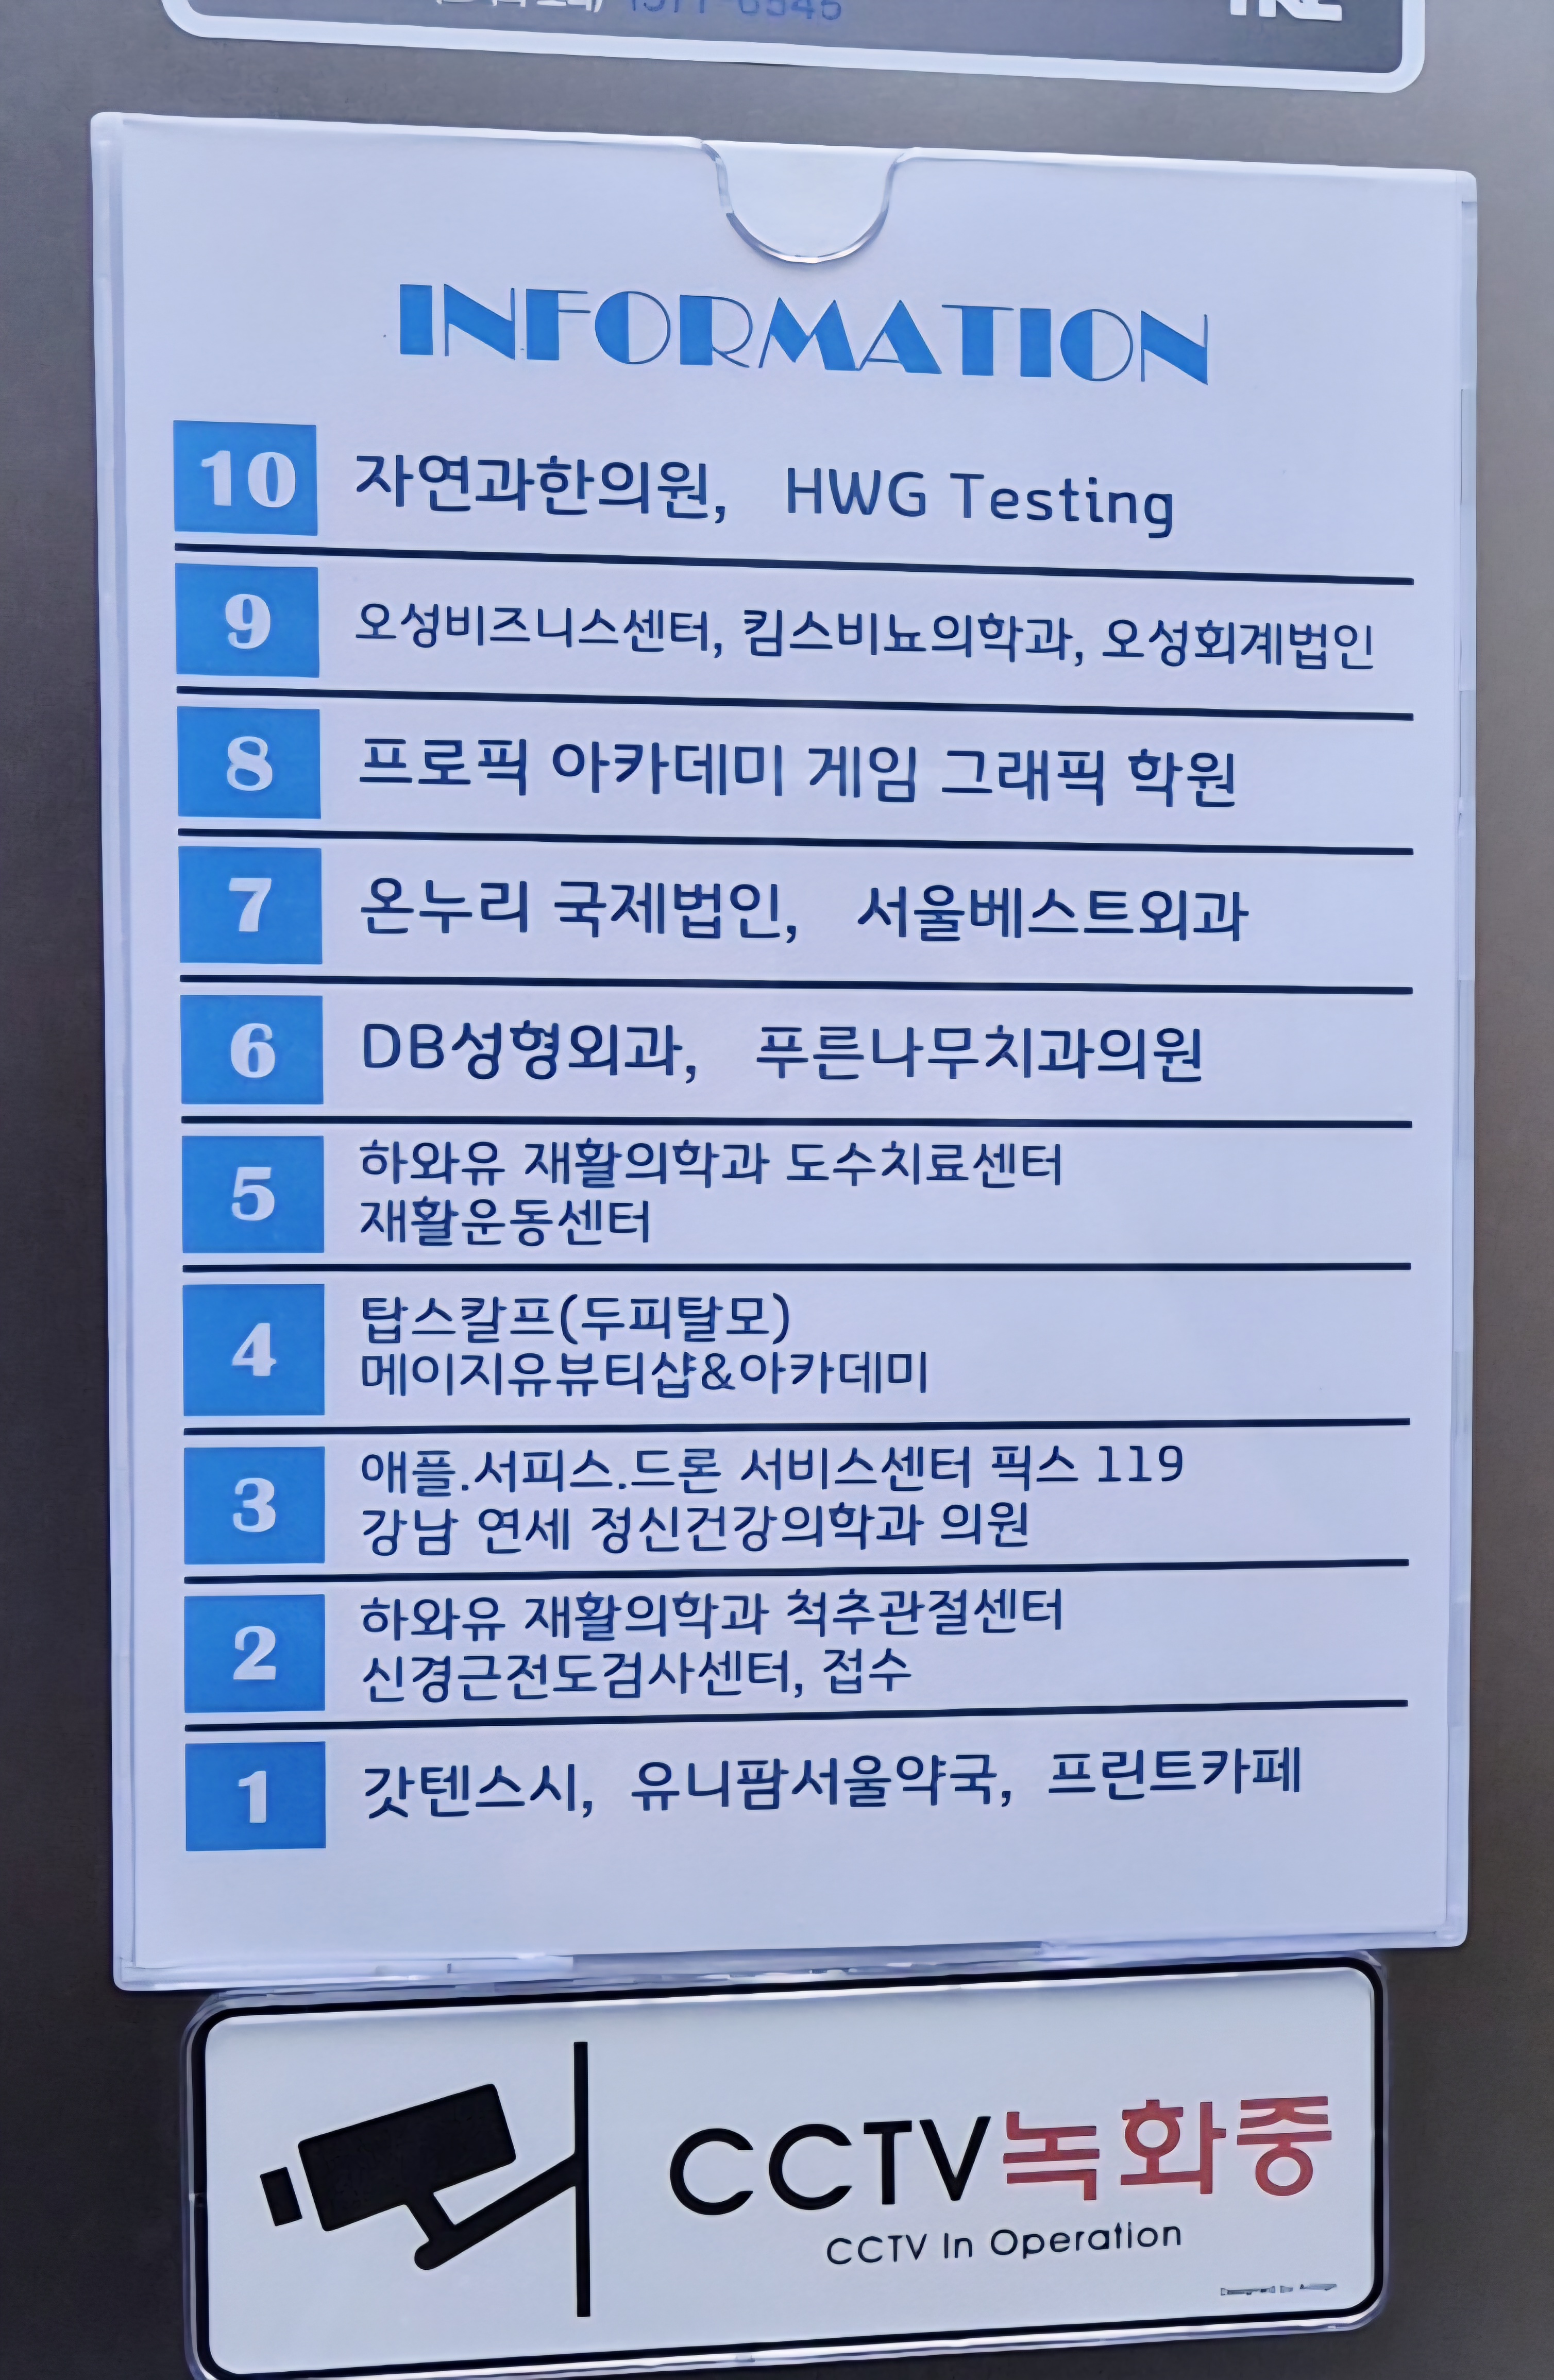 1577-6545
INFORMATION
10 자연과한의원, HWG Testing
9 오성비즈니스센터, 킴스비뇨의학과, 오성회계법인
8 프로픽 아카데미 게임 그래픽 학원
7 온누리 국제법인, 서울베스트외과
6 DB성형외과, 푸른나무치과의원
5 하와유 재활의학과 도수치료센터
재활운동센터
4 탑스칼프(두피탈모)
메이지유뷰티샵&아카데미
3 애플.서피스.드론 서비스센터 픽스 119
강남 연세 정신건강의학과 의원
2 하와유 재활의학과 척추관절센터
신경근전도검사센터, 접수
1 갓텐스시, 유니팜서울약국, 프린트카페
CCTV녹화중
CCTV In Operation